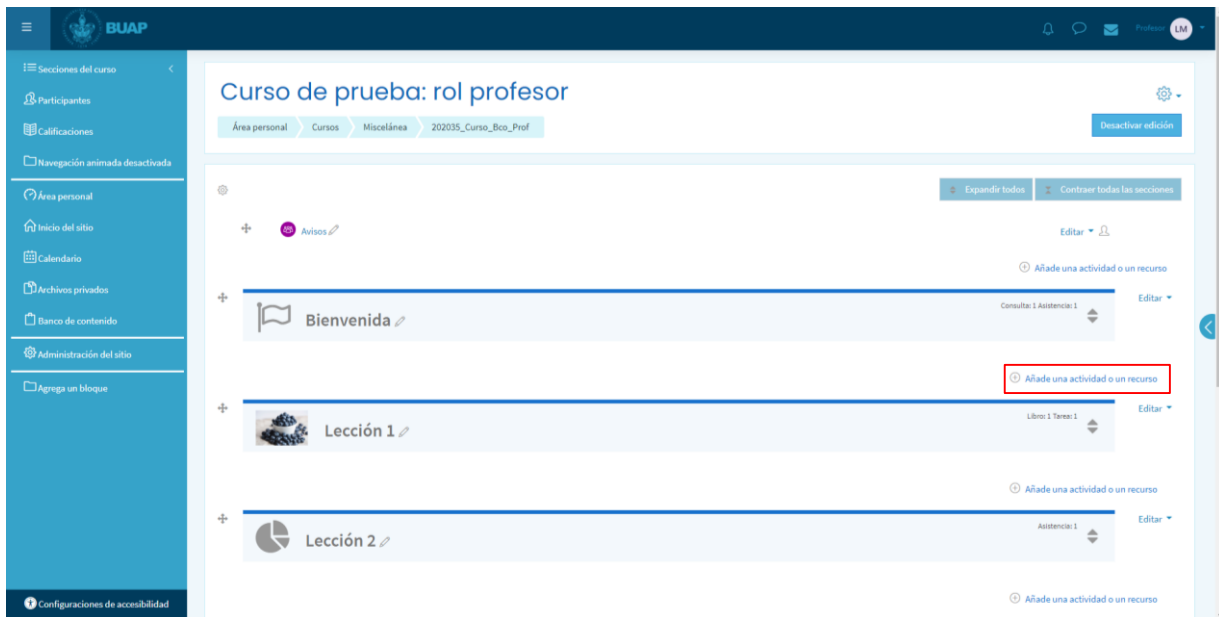 BUAP
Profesor LM
Secciones del curso
Participantes
Calificaciones
Navegación animada desactivada
Área personal
Inicio del sitio
Calendario
Archivos privados
Banco de contenido
Administración del sitio
Agrega un bloque
Configuraciones de accesibilidad
Curso de prueba: rol profesor
Área personal Cursos Miscelánea 202035_Curso_Bco_Prof
Desactivar edición
Expandir todos Contraer todas las secciones
Avisos Editar
Añade una actividad o un recurso
Editar
Consulta: 1 Asistencia: 1
Bienvenida
Añade una actividad o un recurso
Editar
Libro: 1 Tarea: 1
Lección 1
Añade una actividad o un recurso
Editar
Asistencia: 1
Lección 2
Añade una actividad o un recurso